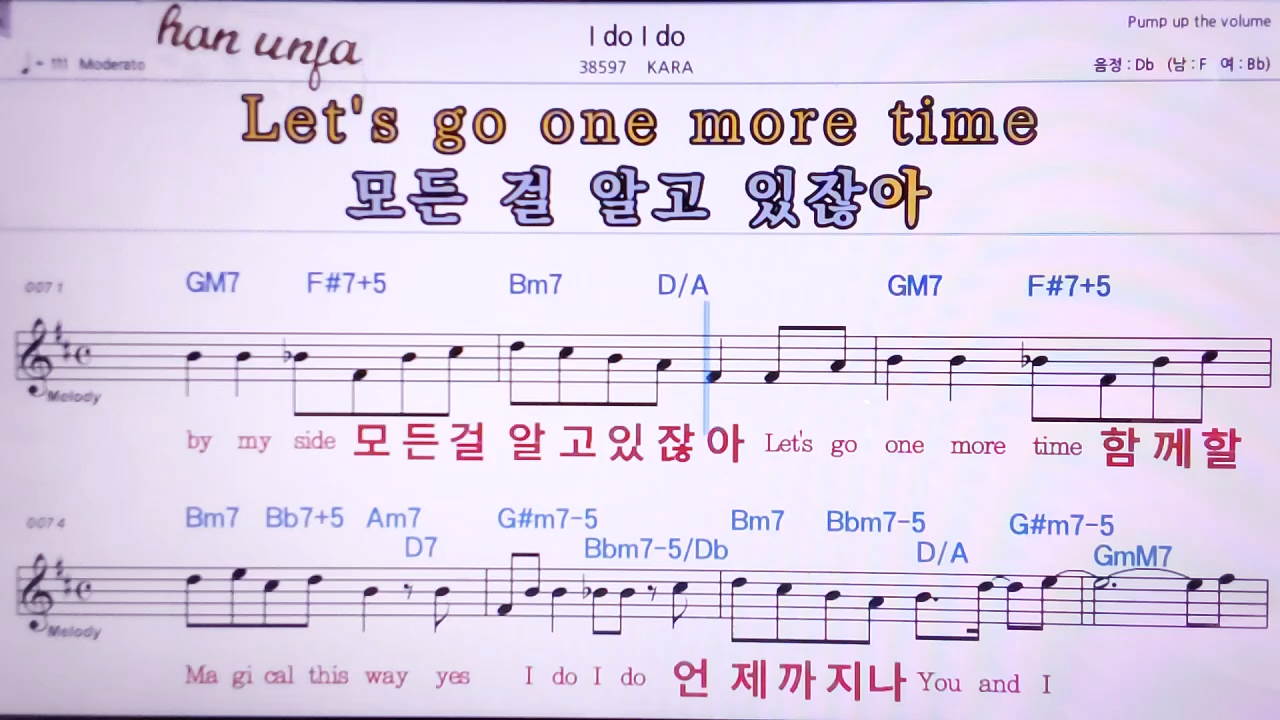 han unfa
I do I do
Pump up the volume
♩= 111 Moderato
38597 KARA
음정 : Db (남 : F 여 : Bb)
Let's go one more time
모든 걸 알고 있잖아
0071
GM7 F#7+5 Bm7 D/A GM7 F#7+5
Melody
by my side 모 든 걸 알 고 있 잖 아 Let's go one more time 함 께 할
0074
Bm7 Bb7+5 Am7 G#m7-5 Bm7 Bbm7-5 G#m7-5
D7 Bbm7-5/Db D/A GmM7
Melody
Ma gi cal this way yes I do I do 언 제 까 지 나 You and I